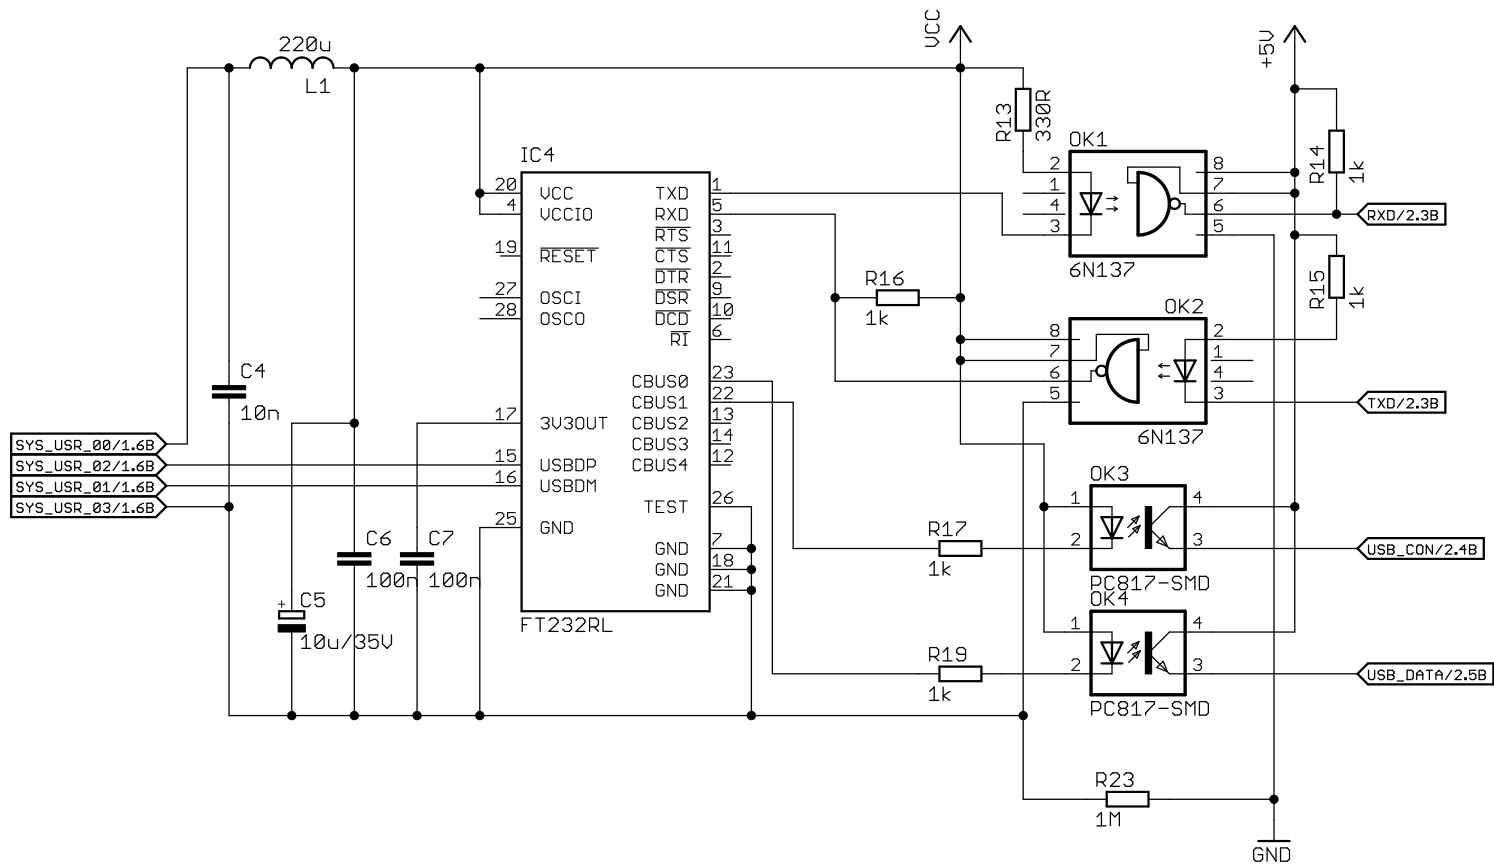 220u
L1
VCC
+5V
R13
330R
R14
1k
IC4
FT232RL
20 VCC
4 VCCIO
19 RESET
27 OSCI
28 OSCO
17 3V3OUT
15 USBDP
16 USBDM
25 GND
TXD 1
RXD 5
RTS 3
CTS 11
DTR 2
DSR 9
DCD 10
RI 6
CBUS0 23
CBUS1 22
CBUS2 13
CBUS3 14
CBUS4 12
TEST 26
GND 7
GND 18
GND 21
OK1
2
1
4
3
8
7
6
5
6N137
RXD/2.3B
R15
1k
R16
1k
OK2
8
7
6
5
2
1
4
3
6N137
TXD/2.3B
C4
10n
SYS_USR_00/1.6B
SYS_USR_02/1.6B
SYS_USR_01/1.6B
SYS_USR_03/1.6B
C6
100n
C7
100n
+
C5
10u/35V
OK3
1
2
4
3
PC817-SMD
R17
1k
USB_CON/2.4B
OK4
1
2
4
3
PC817-SMD
R19
1k
USB_DATA/2.5B
R23
1M
GND